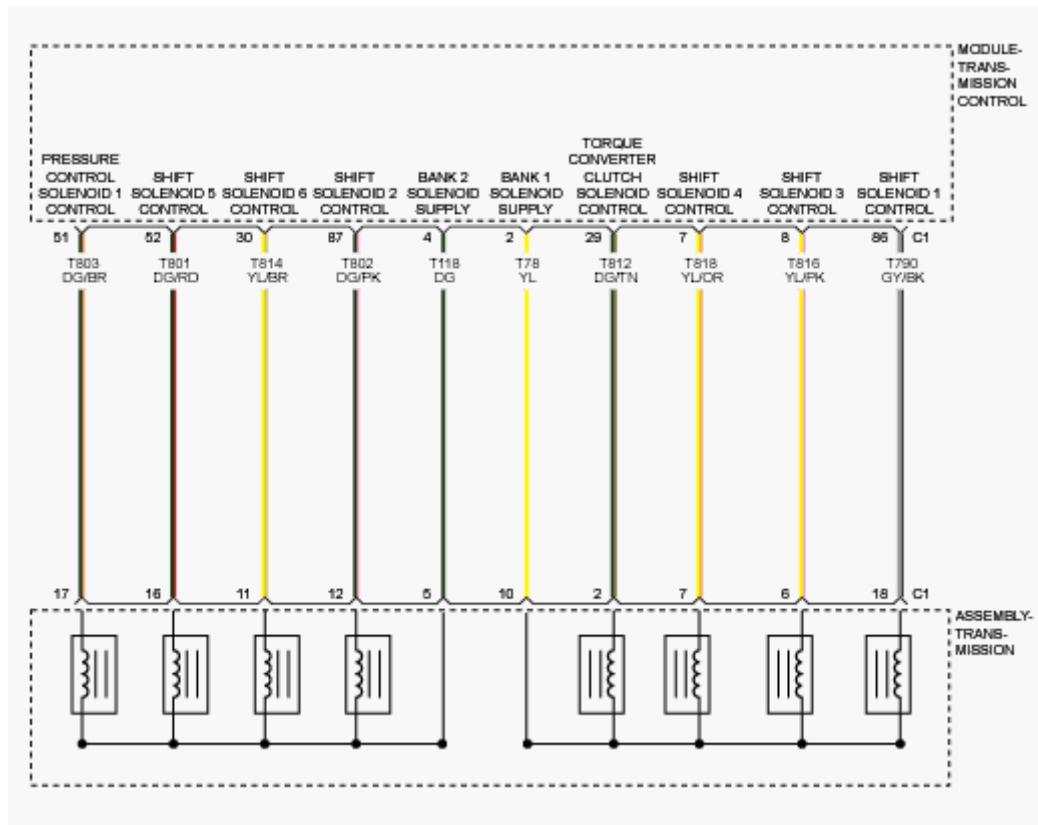 MODULE-
TRANS-
MISSION
CONTROL
PRESSURE
CONTROL
SOLENOID 1
CONTROL
SHIFT
SOLENOID 5
CONTROL
SHIFT
SOLENOID 6
CONTROL
SHIFT
SOLENOID 2
CONTROL
BANK 2
SOLENOID
SUPPLY
BANK 1
SOLENOID
SUPPLY
TORQUE
CONVERTER
CLUTCH
SOLENOID
CONTROL
SHIFT
SOLENOID 4
CONTROL
SHIFT
SOLENOID 3
CONTROL
SHIFT
SOLENOID 1
CONTROL
51 52 30 87 4 2 29 7 8 86 C1
T803 T801 T814 T802 T118 T78 T812 T818 T816 T790
DG/BR DG/RD YL/BR DG/PK DG YL DG/TN YL/OR YL/PK GY/BK
17 16 11 12 5 10 2 7 6 18 C1
ASSEMBLY-
TRANS-
MISSION